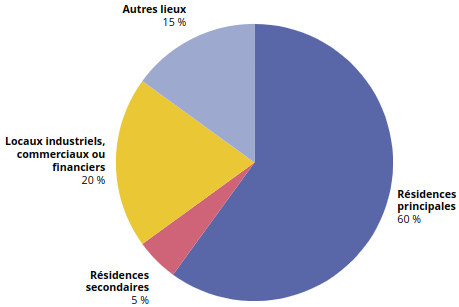 Autres lieux
15 %
Locaux industriels,
commerciaux ou
financiers
20 %
Résidences
principales
60 %
Résidences
secondaires
5 %